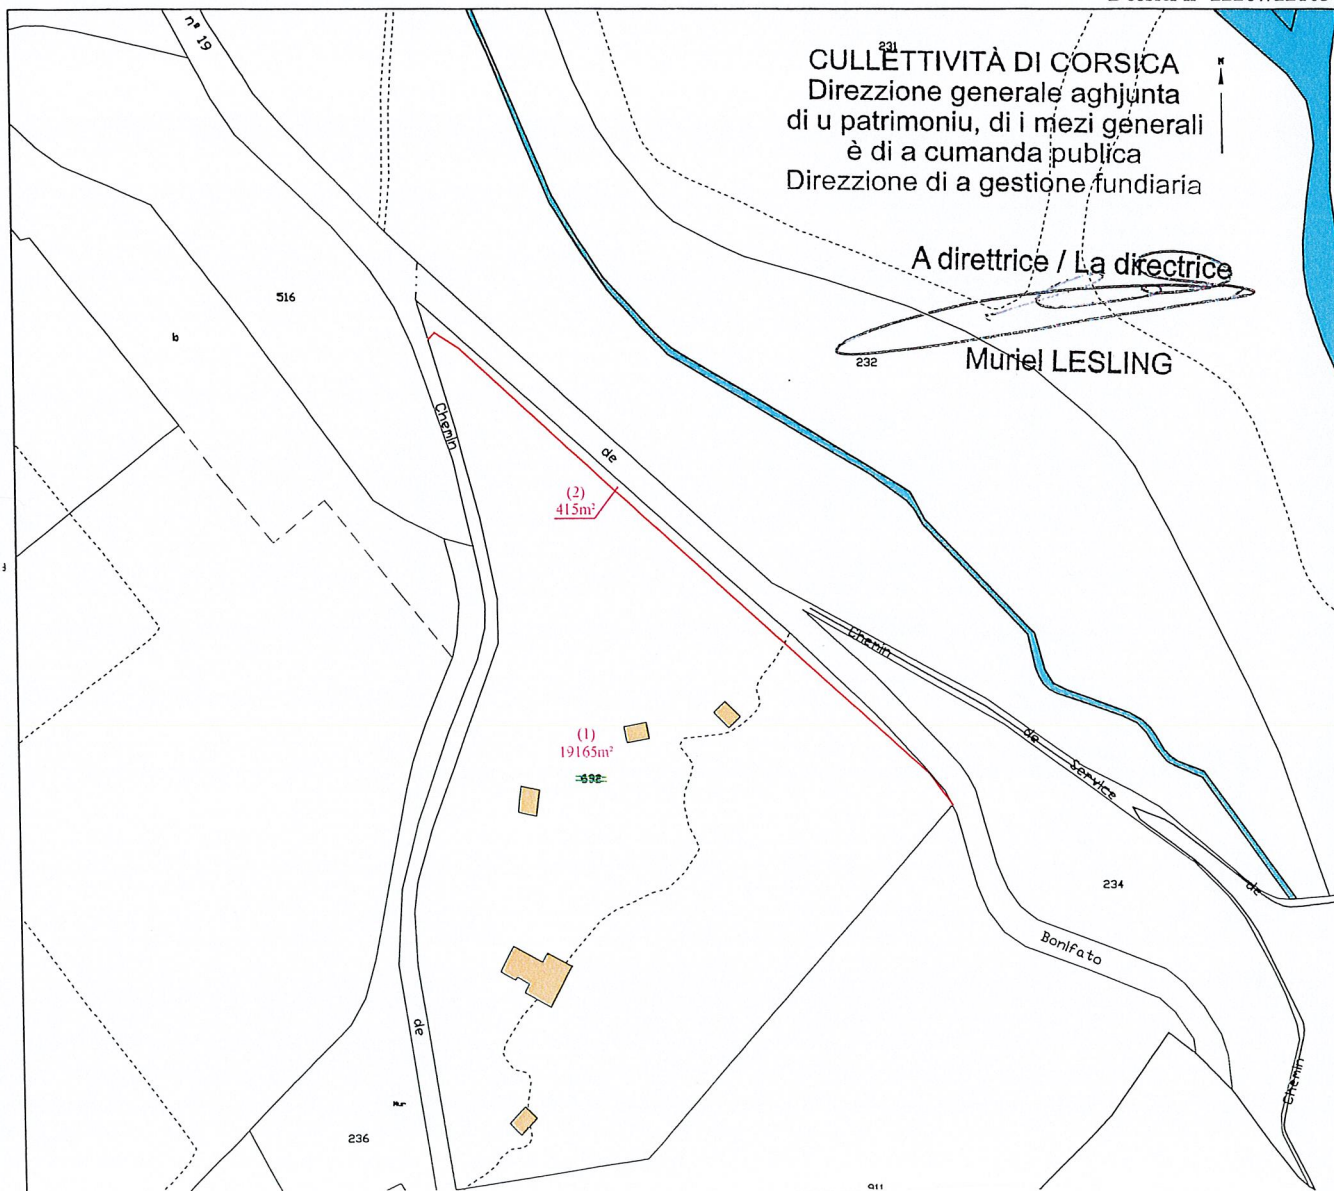 n° 19
231
CULLETTIVITÀ DI CORSICA
Direzzione generale aghjunta
di u patrimoniu, di i mezi generali
è di a cumanda publica
Direzzione di a gestione fundiaria
N
A direttrice / La directrice
Muriel LESLING
232
516
b
Chemin
de
(2)
415m²
Chemin
de
Service
de
(1)
19165m²
692
234
Bonifato
de
Chemin
Mur
236
911